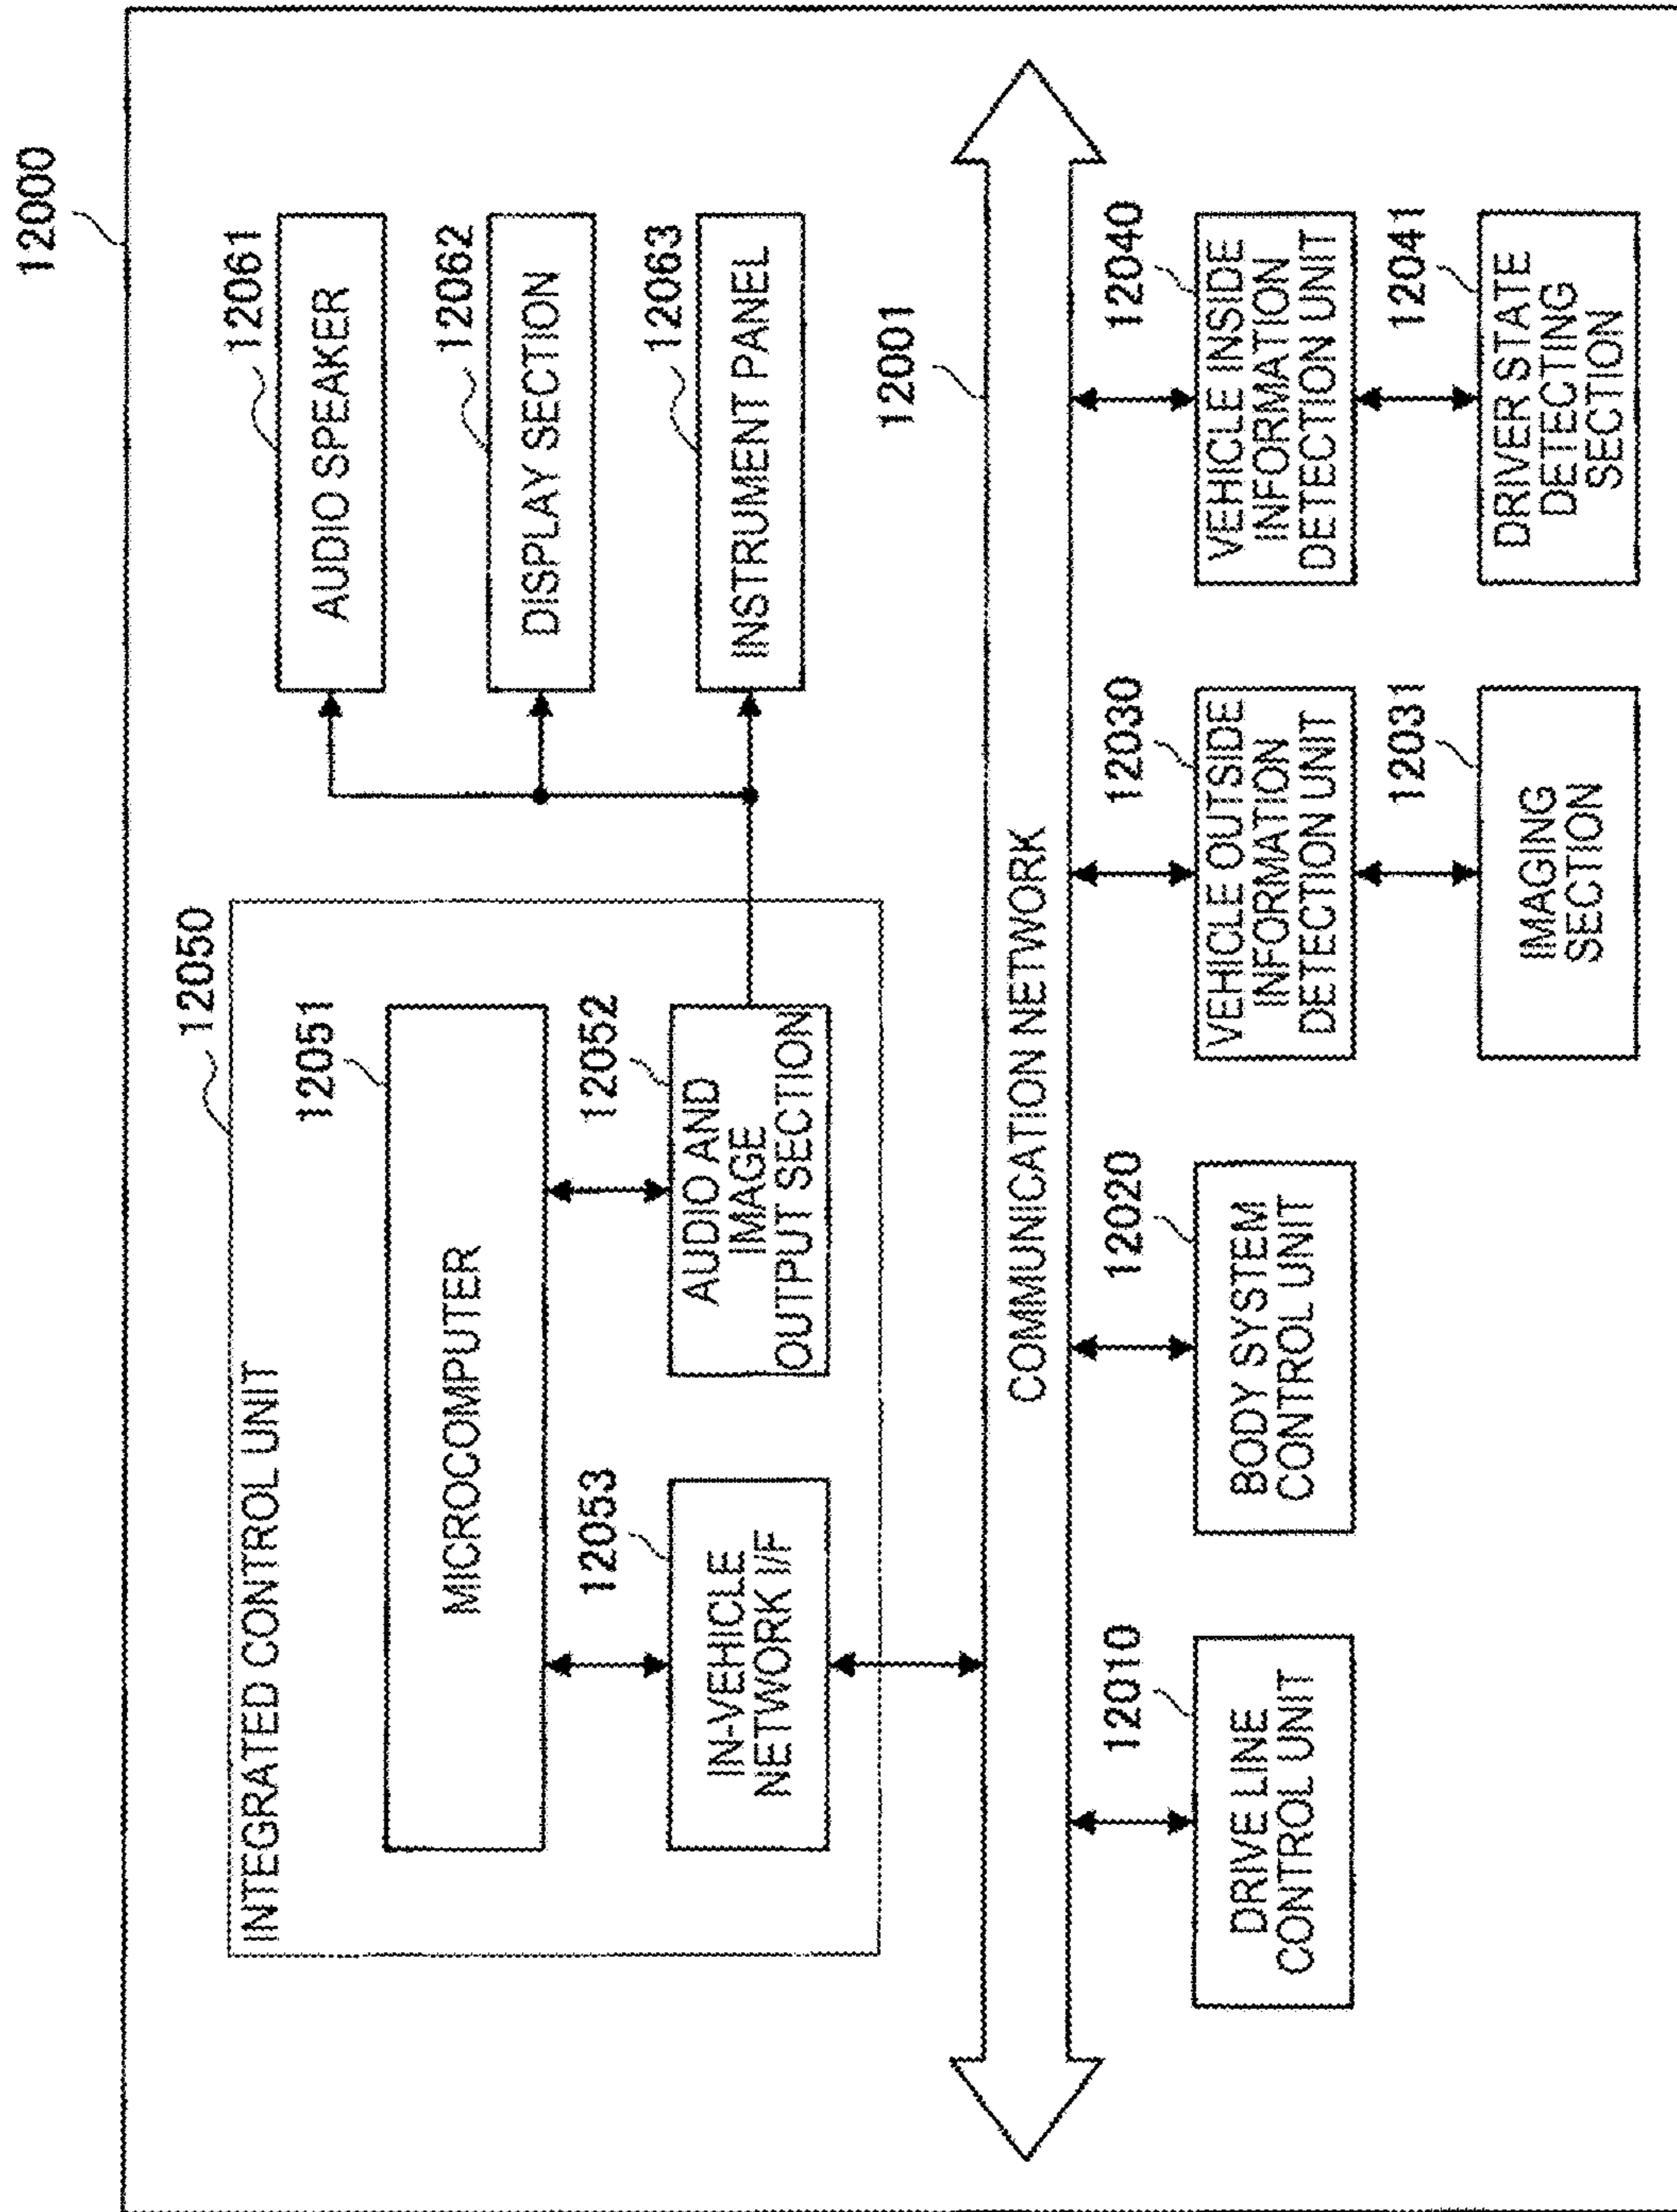 12000
12050
INTEGRATED CONTROL UNIT
12051
MICROCOMPUTER
12061
AUDIO SPEAKER
12062
DISPLAY SECTION
12063
INSTRUMENT PANEL
12053
IN-VEHICLE
NETWORK I/F
12052
AUDIO AND
IMAGE
OUTPUT SECTION
12001
COMMUNICATION NETWORK
12010
DRIVE LINE
CONTROL UNIT
12020
BODY SYSTEM
CONTROL UNIT
12030
VEHICLE OUTSIDE
INFORMATION
DETECTION UNIT
12040
VEHICLE INSIDE
INFORMATION
DETECTION UNIT
12031
IMAGING
SECTION
12041
DRIVER STATE
DETECTING
SECTION